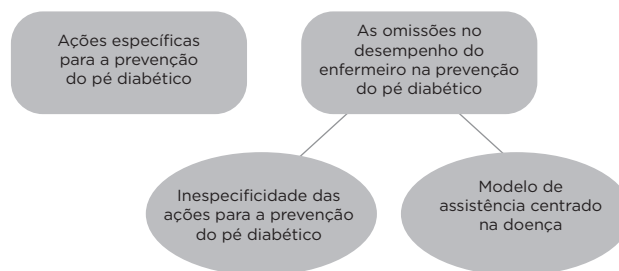 Ações específicas
para a prevenção
do pé diabético
As omissões no
desempenho do
enfermeiro na prevenção
do pé diabético
Inespecificidade das
ações para a prevenção
do pé diabético
Modelo de
assistência centrado
na doença